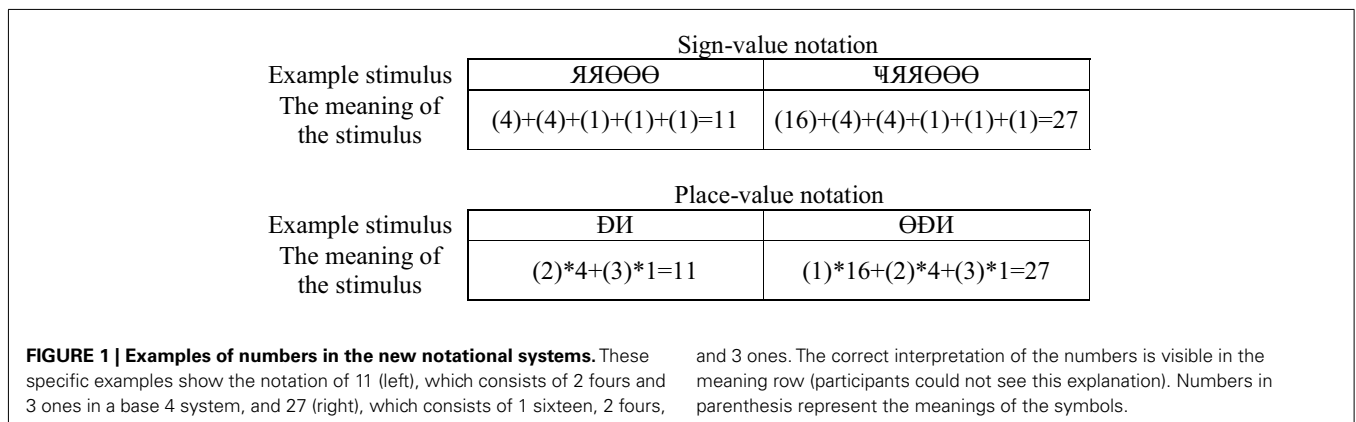 Sign-value notation
Example stimulus ЯЯӨӨӨ ҸЯЯӨӨӨ
The meaning of
the stimulus
(4)+(4)+(1)+(1)+(1)=11 (16)+(4)+(4)+(1)+(1)+(1)=27
Place-value notation
Example stimulus ÐИ ӨÐИ
The meaning of
the stimulus
(2)*4+(3)*1=11 (1)*16+(2)*4+(3)*1=27
FIGURE 1 | Examples of numbers in the new notational systems. These
specific examples show the notation of 11 (left), which consists of 2 fours and
3 ones in a base 4 system, and 27 (right), which consists of 1 sixteen, 2 fours,
and 3 ones. The correct interpretation of the numbers is visible in the
meaning row (participants could not see this explanation). Numbers in
parenthesis represent the meanings of the symbols.